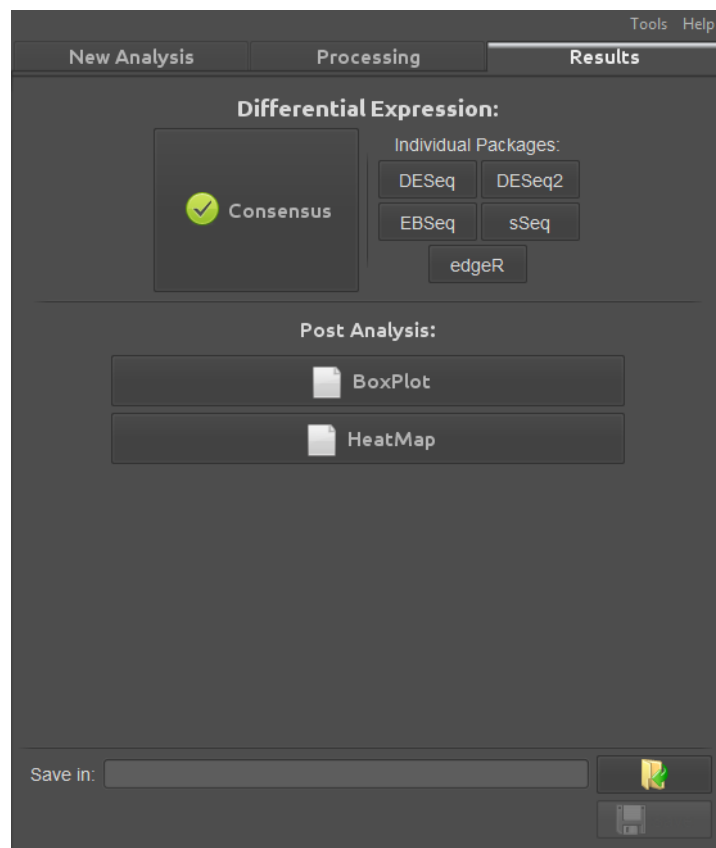 Tools Help
New Analysis Processing Results
Differential Expression:
Consensus
Individual Packages:
DESeq DESeq2
EBSeq sSeq
edgeR
Post Analysis:
BoxPlot
HeatMap
Save in: